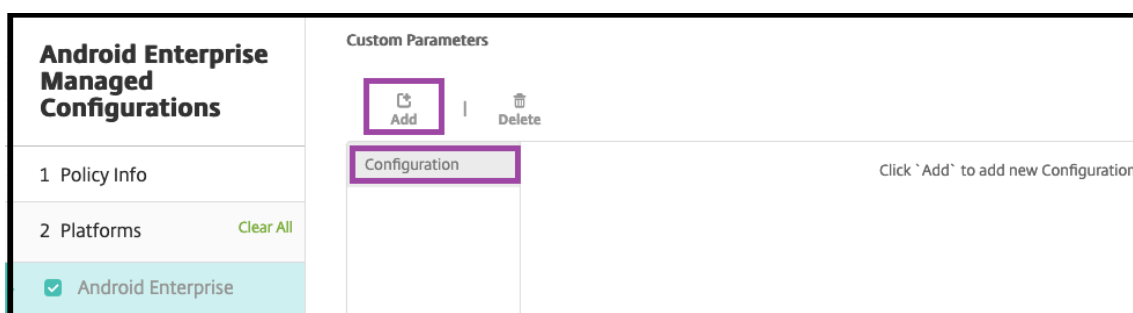 Android Enterprise
Managed
Configurations
1 Policy Info
2 Platforms
Clear All
Android Enterprise
Custom Parameters
Add
Delete
Configuration
Click `Add` to add new Configuration